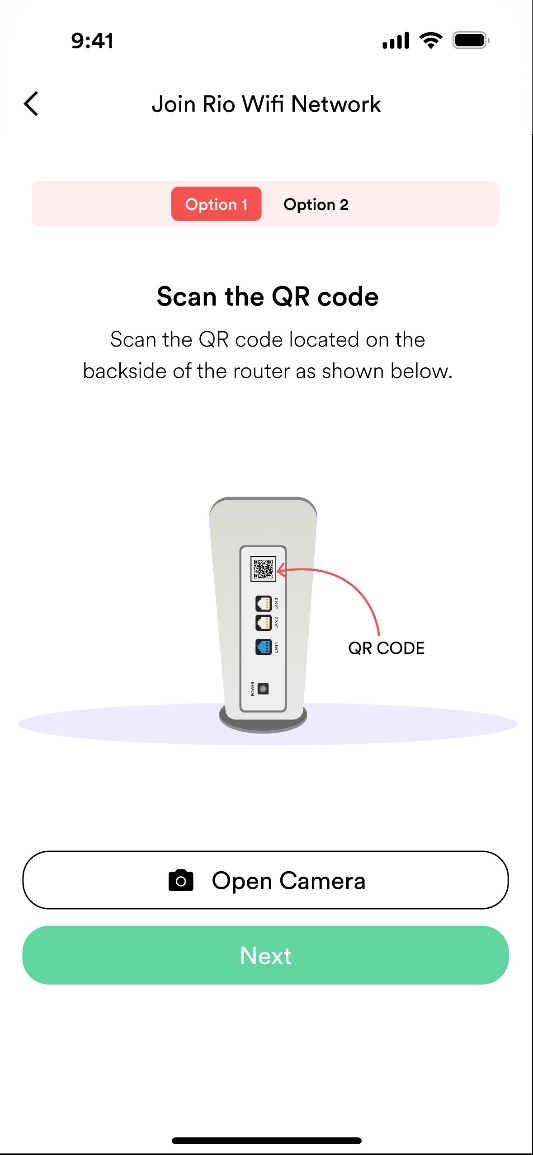 9:41
Join Rio Wifi Network
Option 1
Option 2
Scan the QR code
Scan the QR code located on the
backside of the router as shown below.
QR CODE
POWER
Open Camera
Next